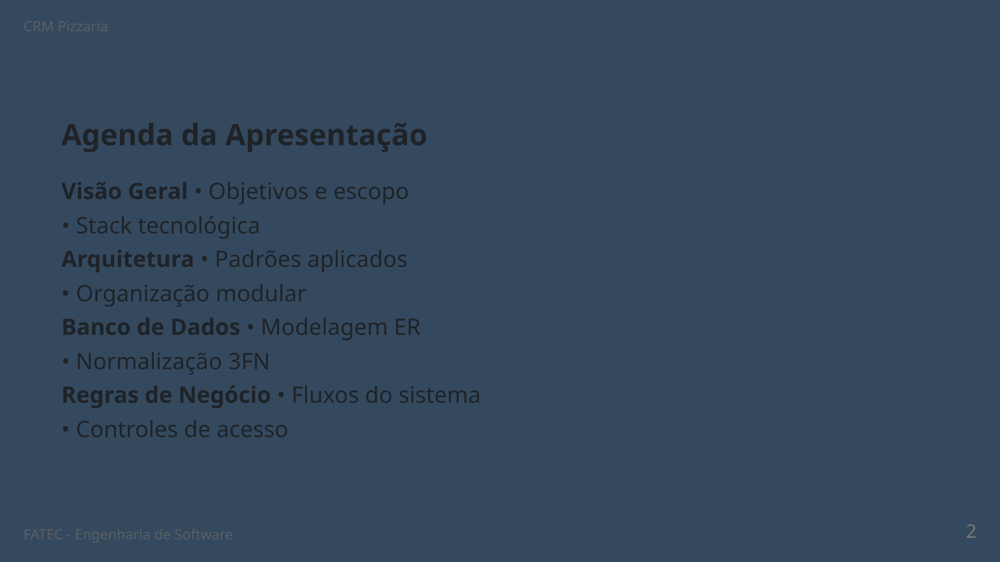 CRM Pizzaria
Agenda da Apresentação
Visão Geral • Objetivos e escopo
• Stack tecnológica
Arquitetura • Padrões aplicados
• Organização modular
Banco de Dados • Modelagem ER
• Normalização 3FN
Regras de Negócio • Fluxos do sistema
• Controles de acesso
FATEC - Engenharia de Software
2